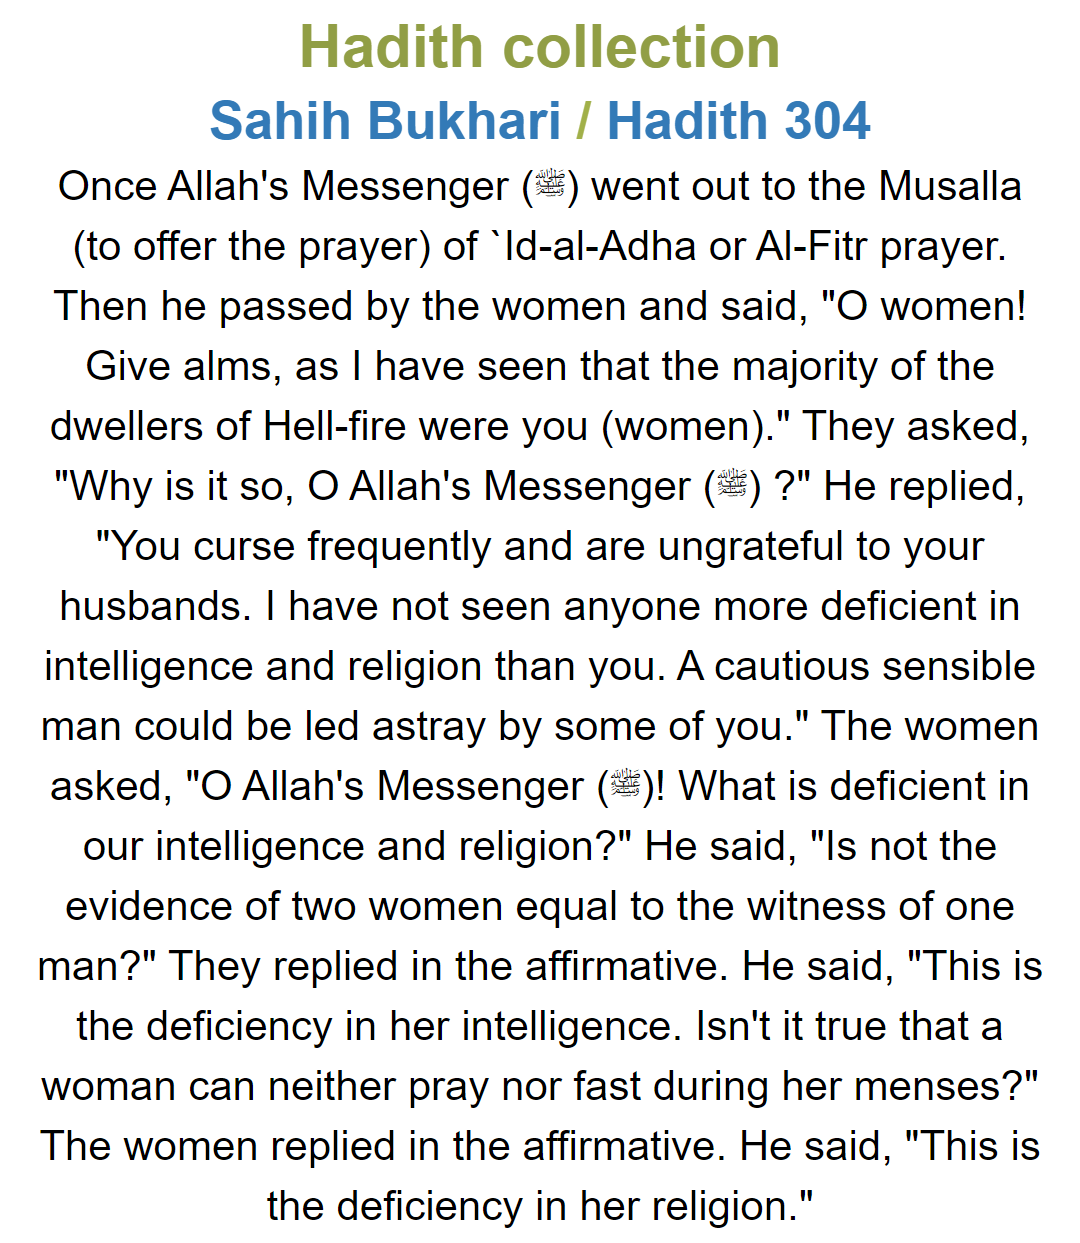 Hadith collection
Sahih Bukhari / Hadith 304
Once Allah's Messenger (ﷺ) went out to the Musalla
(to offer the prayer) of `Id-al-Adha or Al-Fitr prayer.
Then he passed by the women and said, "O women!
Give alms, as I have seen that the majority of the
dwellers of Hell-fire were you (women)." They asked,
"Why is it so, O Allah's Messenger (ﷺ) ?" He replied,
"You curse frequently and are ungrateful to your
husbands. I have not seen anyone more deficient in
intelligence and religion than you. A cautious sensible
man could be led astray by some of you." The women
asked, "O Allah's Messenger (ﷺ)! What is deficient in
our intelligence and religion?" He said, "Is not the
evidence of two women equal to the witness of one
man?" They replied in the affirmative. He said, "This is
the deficiency in her intelligence. Isn't it true that a
woman can neither pray nor fast during her menses?"
The women replied in the affirmative. He said, "This is
the deficiency in her religion."